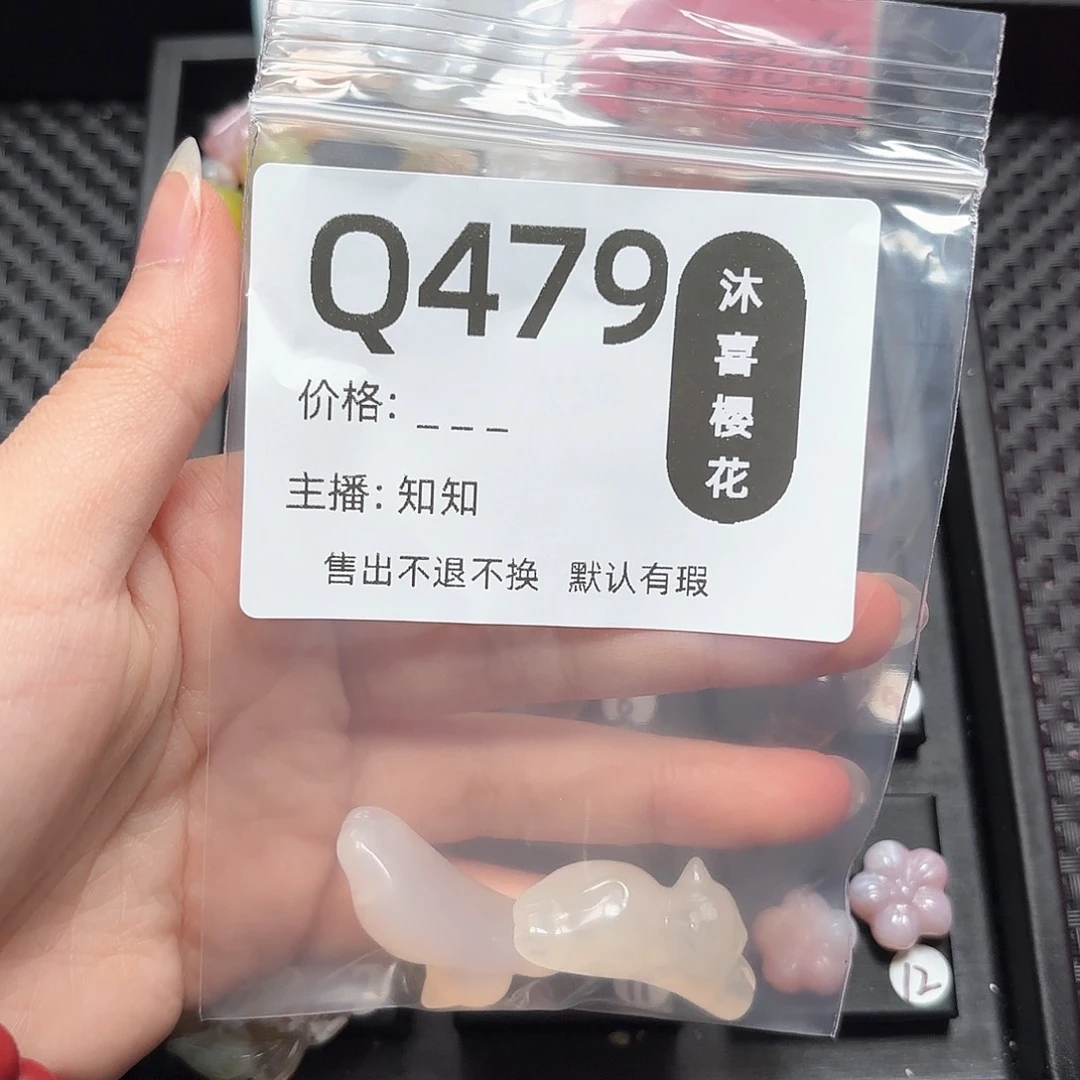 Q479
沐喜樱花
价格: _ _ _
主播: 知知
售出不退不换 默认有瑕
12